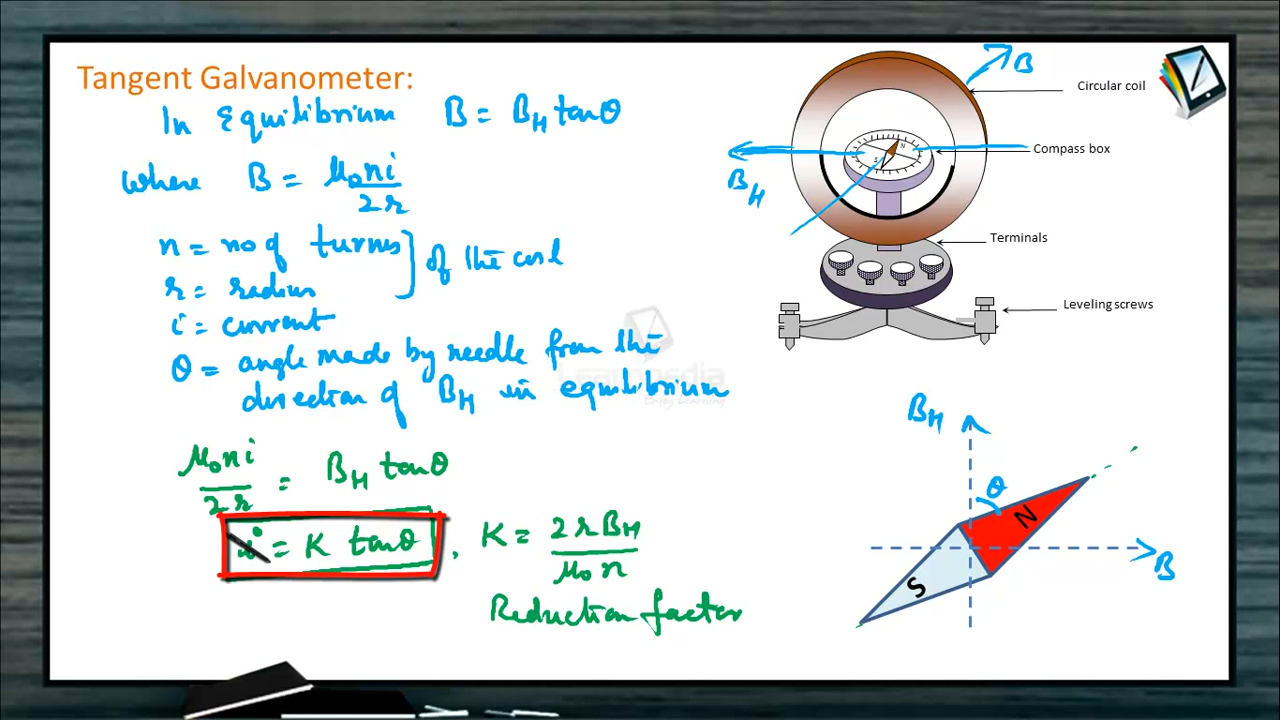 Tangent Galvanometer:
In Equilibrium B = B_H tanθ
where B = μ₀ni / 2r
n = no of turns
r = radius
} of the coil
i = current
θ = angle made by needle from the
direction of B_H in equilibrium
μ₀ni / 2r = B_H tanθ
i = K tanθ , K = 2rB_H / μ₀n
Reduction factor
B
Circular coil
Compass box
B_H
N
S
Terminals
Leveling screws
B_H
θ
N
S
B